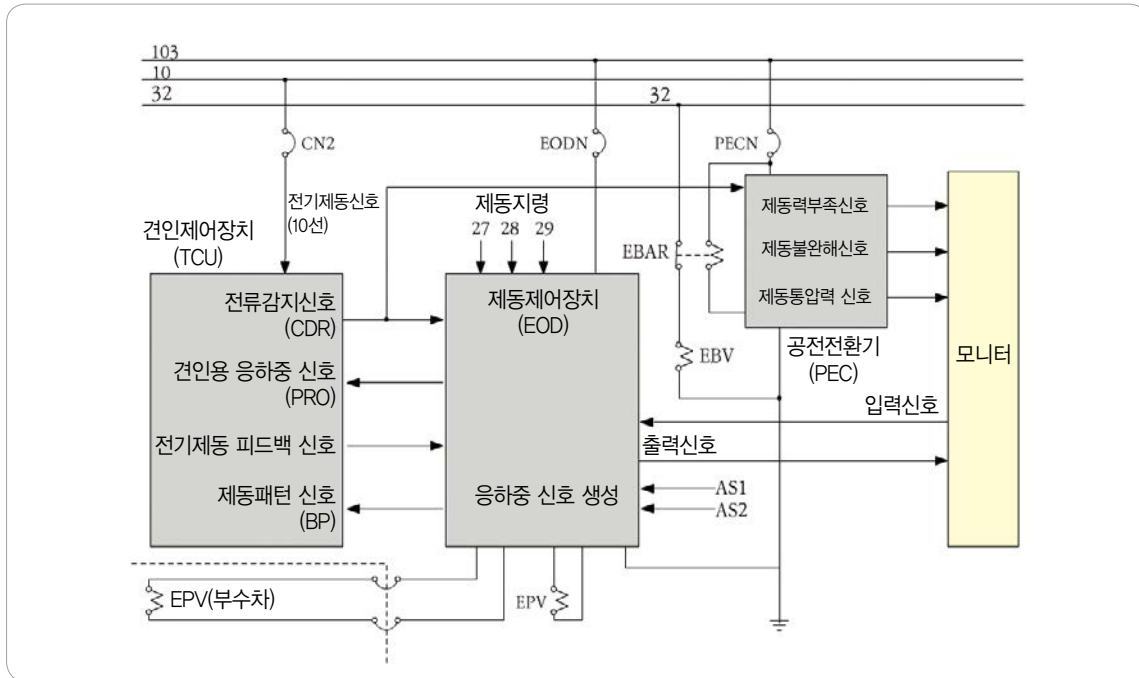 103
10
32
32
CN2
EODN
PECN
전기제동신호
(10선)
제동지령
27 28 29
견인제어장치
(TCU)
전류감지신호
(CDR)
견인용 응하중 신호
(PRO)
전기제동 피드백 신호
제동패턴 신호
(BP)
제동제어장치
(EOD)
응하중 신호 생성
EBAR
EBV
제동력부족신호
제동불완해신호
제동통압력 신호
공전전환기
(PEC)
모니터
입력신호
출력신호
AS1
AS2
EPV(부수차)
EPV